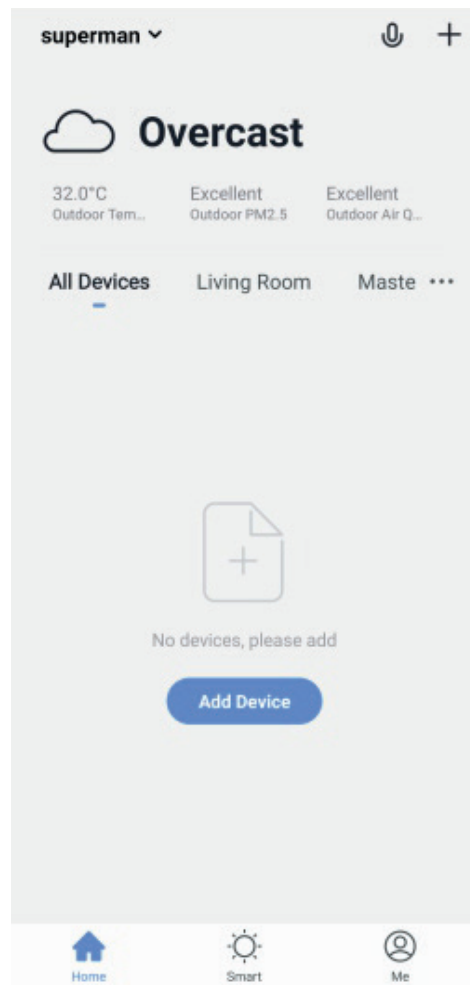 superman
Overcast
32.0°C Excellent Excellent
Outdoor Tem... Outdoor PM2.5 Outdoor Air Q...
All Devices Living Room Maste ...
No devices, please add
Add Device
Home Smart Me